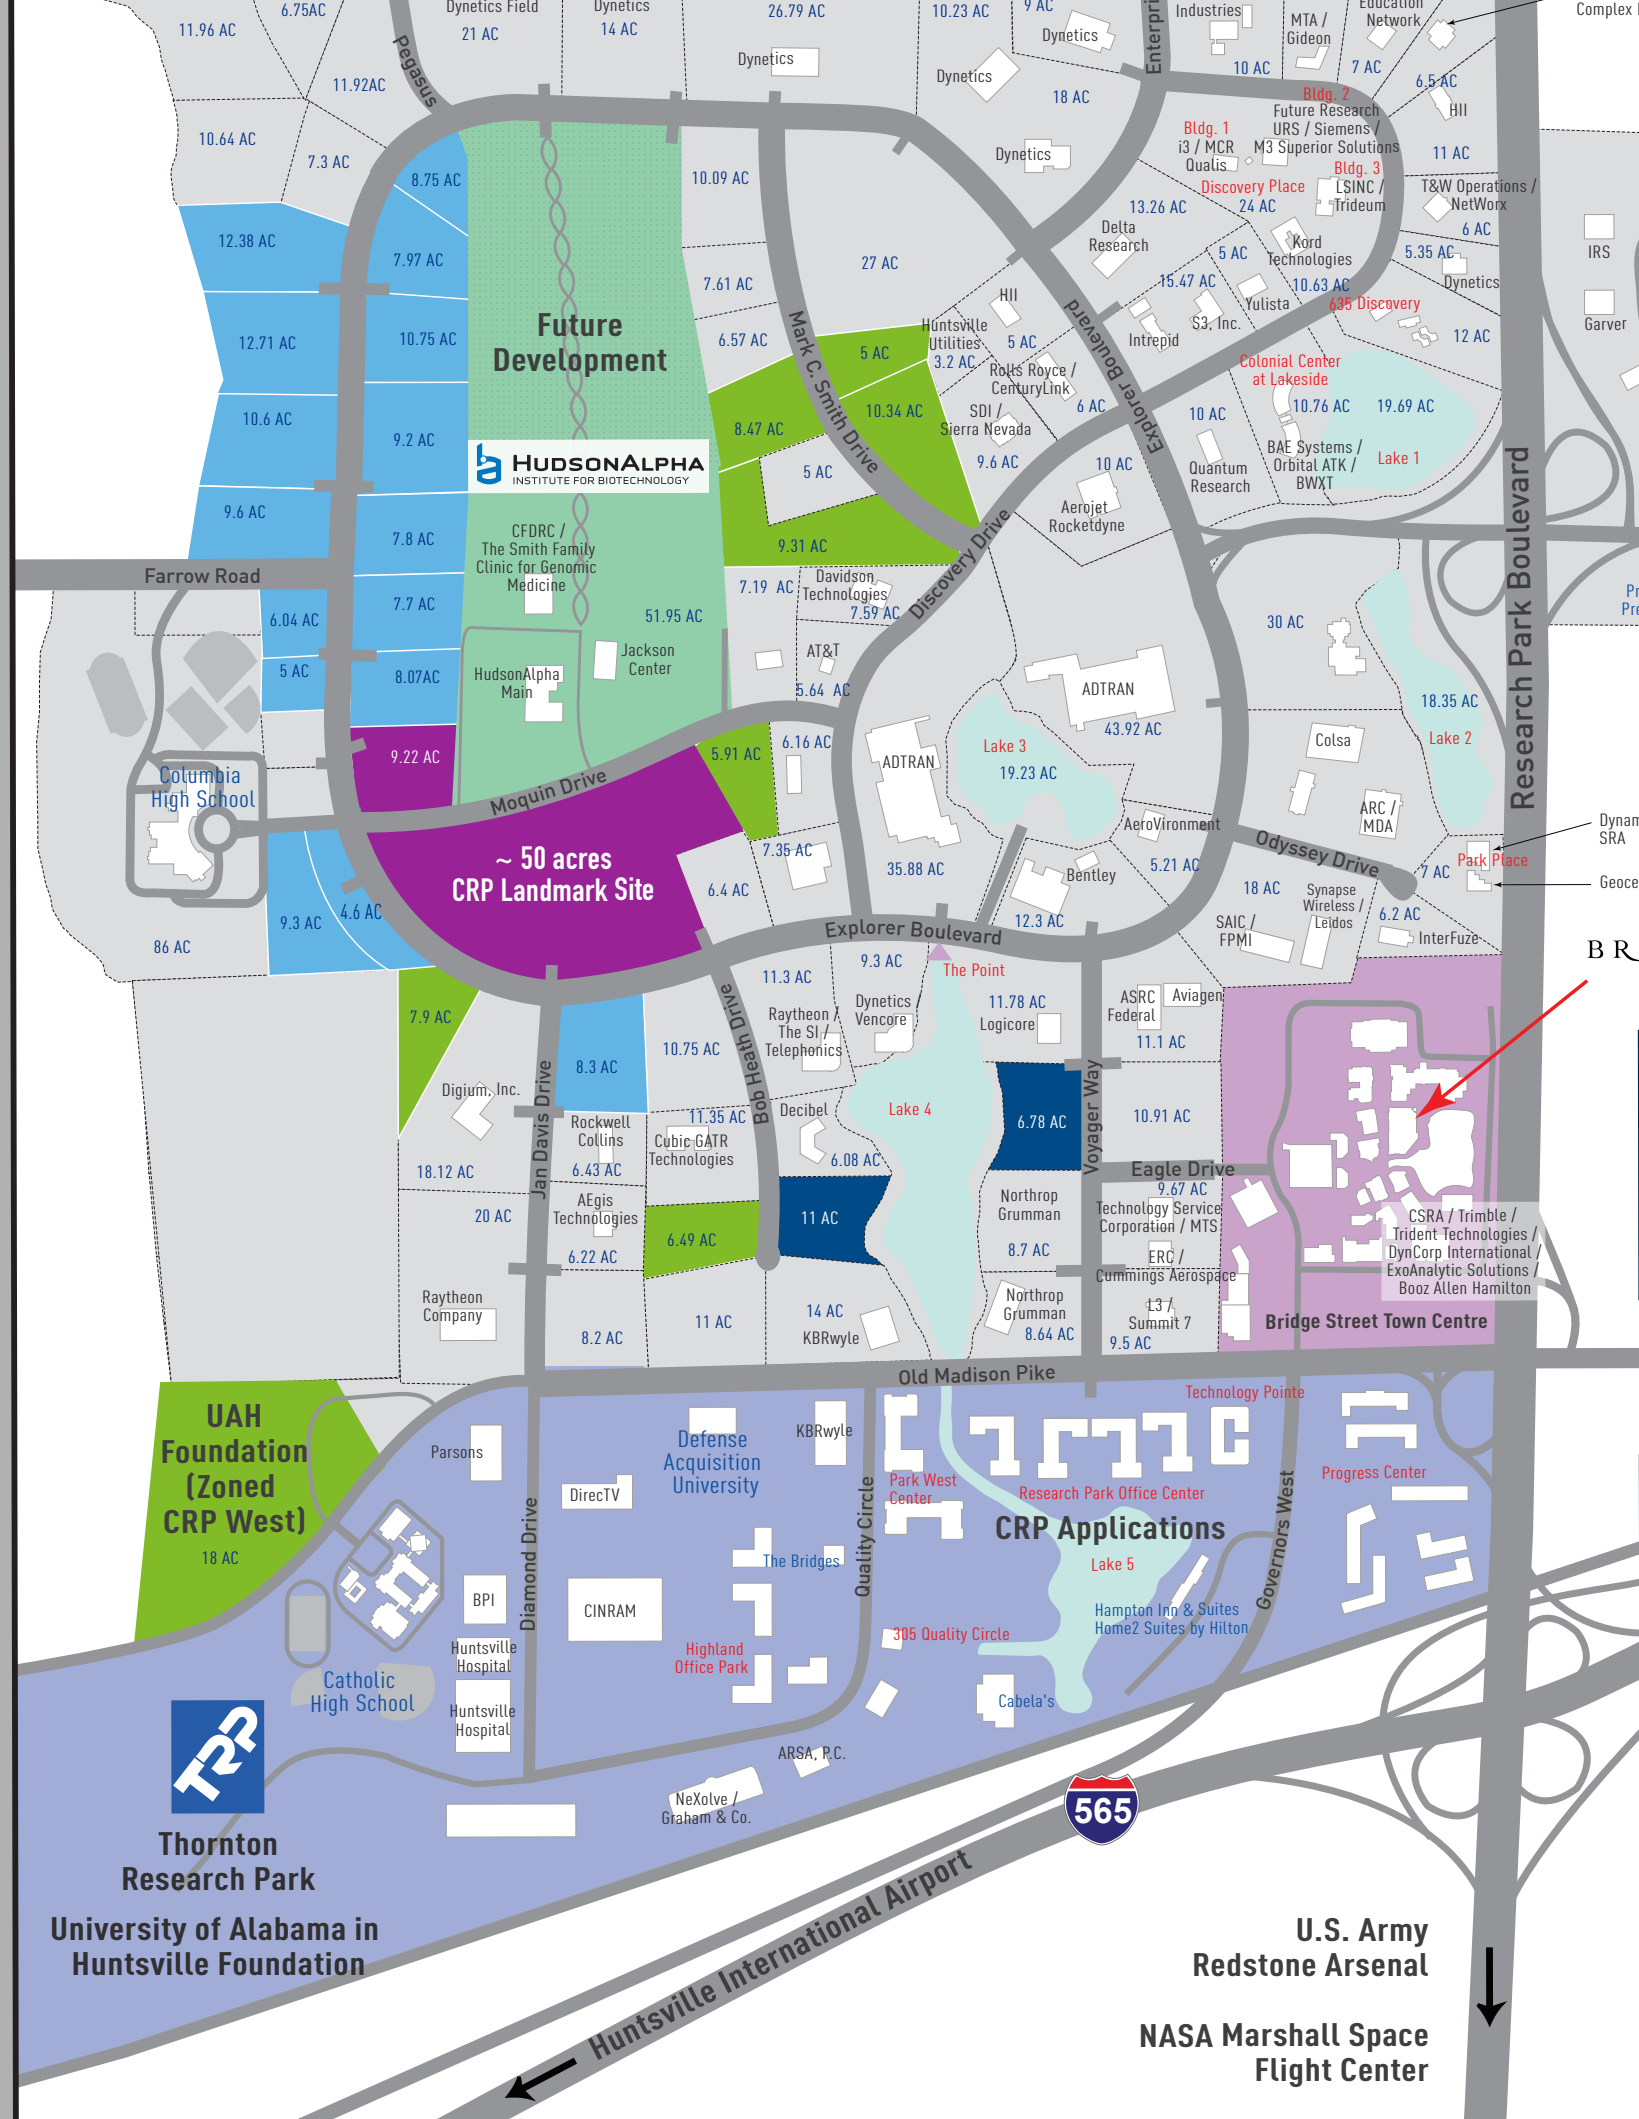 6.75AC
Dynetics Field
Dynetics
26.79 AC
10.23 AC
9 AC
Industries
Education
Network
Complex
11.96 AC
21 AC
14 AC
Dynetics
MTA /
Gideon
Pegasus
Dynetics
Dynetics
10 AC
7 AC
6.5 AC
11.92AC
18 AC
Bldg. 2
Future Research
URS / Siemens /
M3 Superior Solutions
HII
10.64 AC
7.3 AC
Dynetics
Bldg. 1
i3 / MCR
Qualis
11 AC
8.75 AC
10.09 AC
Bldg. 3
LSINC /
Trideum
Discovery Place
24 AC
T&W Operations /
NetWorx
6 AC
13.26 AC
Delta
Research
12.38 AC
7.97 AC
27 AC
7.61 AC
5 AC
Kord
Technologies
5.35 AC
Dynetics
IRS
15.47 AC
10.63 AC
Yulista
635 Discovery
HII
S3, Inc.
Intrepid
Garver
Future
Development
12.71 AC
10.75 AC
6.57 AC
Mark C. Smith Drive
5 AC
Huntsville
Utilities
3.2 AC
5 AC
Explorer Boulevard
12 AC
Rolls Royce /
CenturyLink
Colonial Center
at Lakeside
10.6 AC
9.2 AC
8.47 AC
10.34 AC
SDI /
Sierra Nevada
6 AC
Explorer Boulevard
10 AC
10.76 AC
19.69 AC
Lake 1
BAE Systems /
Orbital ATK /
BWXT
HUDSONALPHA
INSTITUTE FOR BIOTECHNOLOGY
5 AC
9.6 AC
10 AC
Quantum
Research
Research Park Boulevard
9.6 AC
7.8 AC
CFDRC /
The Smith Family
Clinic for Genomic
Medicine
9.31 AC
Discovery Drive
Aerojet
Rocketdyne
Farrow Road
7.19 AC
Davidson
Technologies
7.59 AC
6.04 AC
7.7 AC
51.95 AC
30 AC
5 AC
8.07AC
HudsonAlpha
Main
Jackson
Center
AT&T
5.64 AC
ADTRAN
43.92 AC
18.35 AC
Lake 2
9.22 AC
5.91 AC
6.16 AC
ADTRAN
Lake 3
19.23 AC
Colsa
Columbia
High School
Moquin Drive
ARC /
MDA
AeroVironment
Dynam
SRA
~ 50 acres
CRP Landmark Site
7.35 AC
6.4 AC
35.88 AC
Bentley
5.21 AC
Odyssey Drive
7 AC
Park Place
Geoce
18 AC
Synapse
Wireless /
Leidos
86 AC
9.3 AC
4.6 AC
Explorer Boulevard
12.3 AC
SAIC /
FPMI
6.2 AC
InterFuze
B R
9.3 AC
The Point
11.3 AC
7.9 AC
Bob Heath Drive
Raytheon /
The SI /
Telephonics
Dynetics /
Vencore
11.78 AC
Logicore
ASRC
Federal
Aviagen
11.1 AC
10.75 AC
8.3 AC
Digium, Inc.
Jan Davis Drive
Decibel
Lake 4
6.78 AC
Voyager Way
10.91 AC
Rockwell
Collins
6.43 AC
11.35 AC
Cubic GATR
Technologies
6.08 AC
18.12 AC
Eagle Drive
20 AC
AEgis
Technologies
6.22 AC
6.49 AC
11 AC
Northrop
Grumman
8.7 AC
9.67 AC
Technology Service
Corporation / MTS
ERC /
Cummings Aerospace
CSRA / Trimble /
Trident Technologies /
DynCorp International /
ExoAnalytic Solutions /
Booz Allen Hamilton
Raytheon
Company
8.2 AC
11 AC
14 AC
KBRwyle
Northrop
Grumman
8.64 AC
L3 /
Summit 7
9.5 AC
Bridge Street Town Centre
Old Madison Pike
Technology Pointe
UAH
Foundation
(Zoned
CRP West)
18 AC
Parsons
Defense
Acquisition
University
KBRwyle
Park West
Center
Research Park Office Center
Progress Center
DirecTV
CRP Applications
Diamond Drive
The Bridges
Quality Circle
Lake 5
Governors West
BPI
CINRAM
Hampton Inn & Suites
Home2 Suites by Hilton
Huntsville
Hospital
Highland
Office Park
305 Quality Circle
Catholic
High School
Huntsville
Hospital
Cabela's
TRP
ARSA, P.C.
NeXolve /
Graham & Co.
565
Thornton
Research Park
University of Alabama in
Huntsville Foundation
Huntsville International Airport
U.S. Army
Redstone Arsenal
NASA Marshall Space
Flight Center